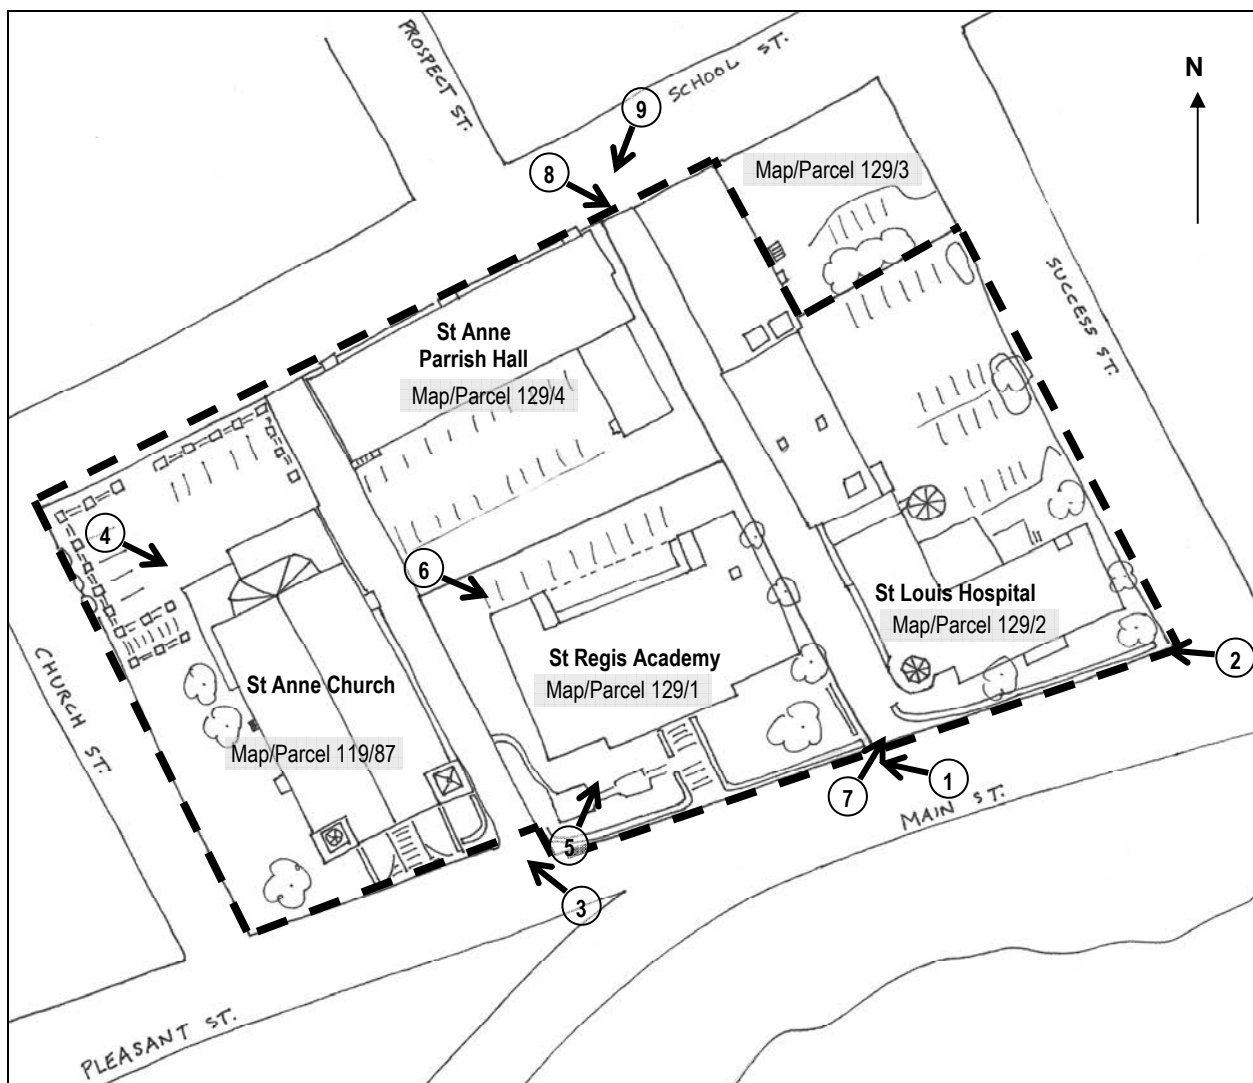 PROSPECT ST.
SCHOOL ST.
N
9
8
Map/Parcel 129/3
SUCCESS ST.
St Anne
Parrish Hall
Map/Parcel 129/4
4
6
CHURCH ST.
St Anne Church
Map/Parcel 119/87
St Regis Academy
Map/Parcel 129/1
St Louis Hospital
Map/Parcel 129/2
2
1
7
MAIN ST.
5
3
PLEASANT ST.